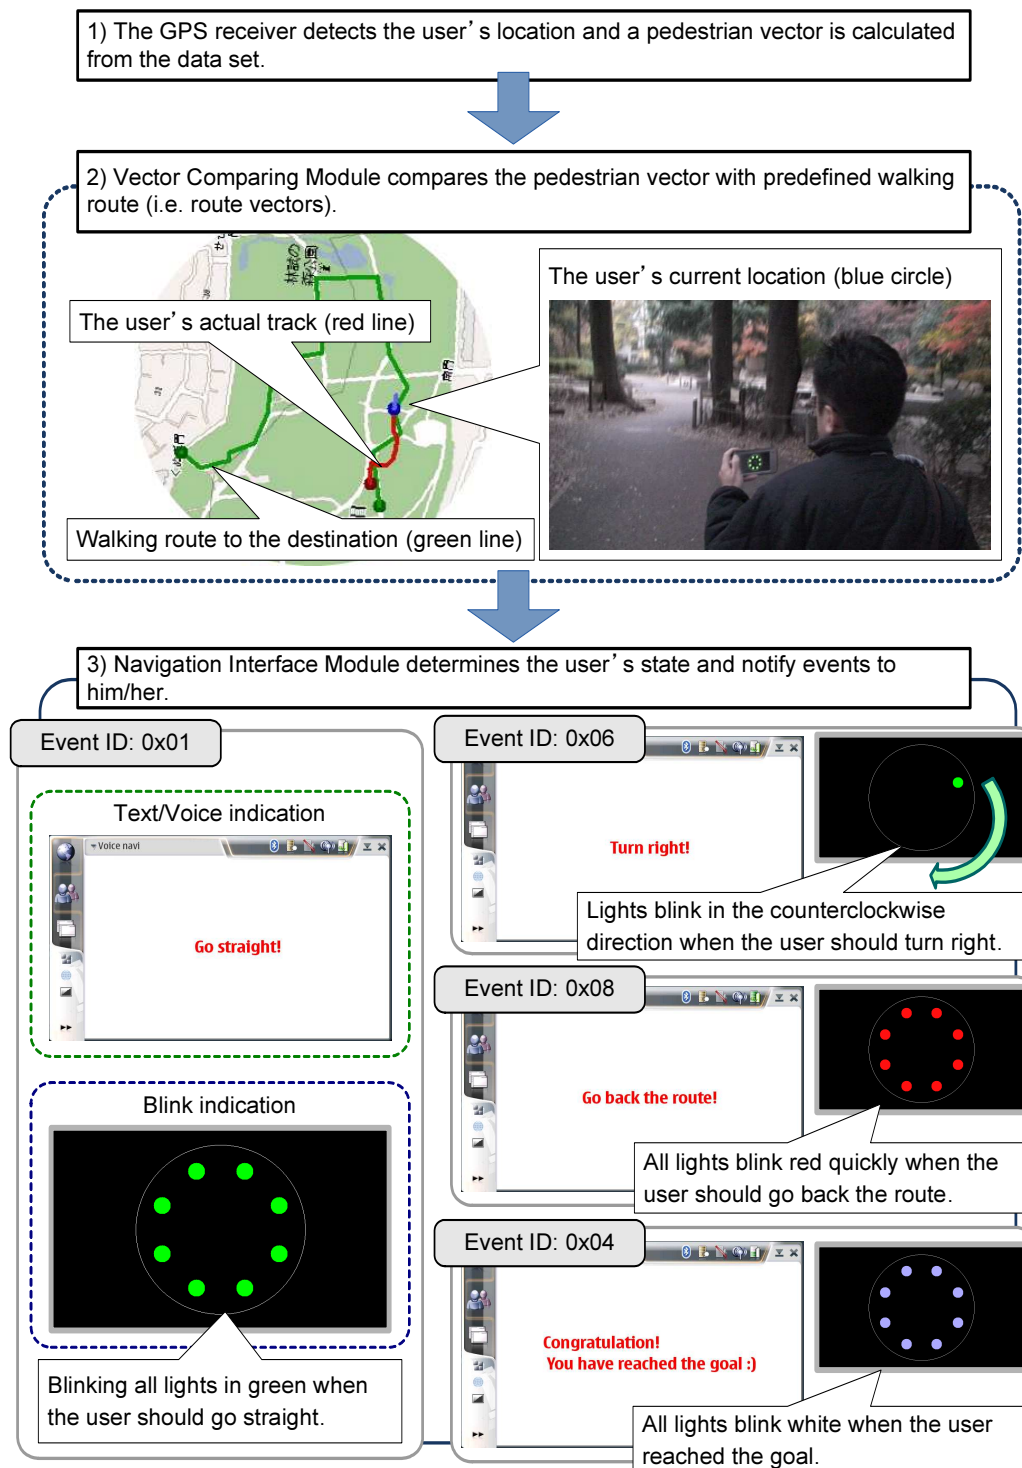 1) The GPS receiver detects the user's location and a pedestrian vector is calculated
from the data set.
2) Vector Comparing Module compares the pedestrian vector with predefined walking
route (i.e. route vectors).
The user's current location (blue circle)
The user's actual track (red line)
Walking route to the destination (green line)
3) Navigation Interface Module determines the user's state and notify events to
him/her.
Event ID: 0x01
Text/Voice indication
Voice navi
Go straight!
Blink indication
Blinking all lights in green when
the user should go straight.
Event ID: 0x06
Turn right!
Lights blink in the counterclockwise
direction when the user should turn right.
Event ID: 0x08
Go back the route!
All lights blink red quickly when the
user should go back the route.
Event ID: 0x04
Congratulation!
You have reached the goal :)
All lights blink white when the user
reached the goal.